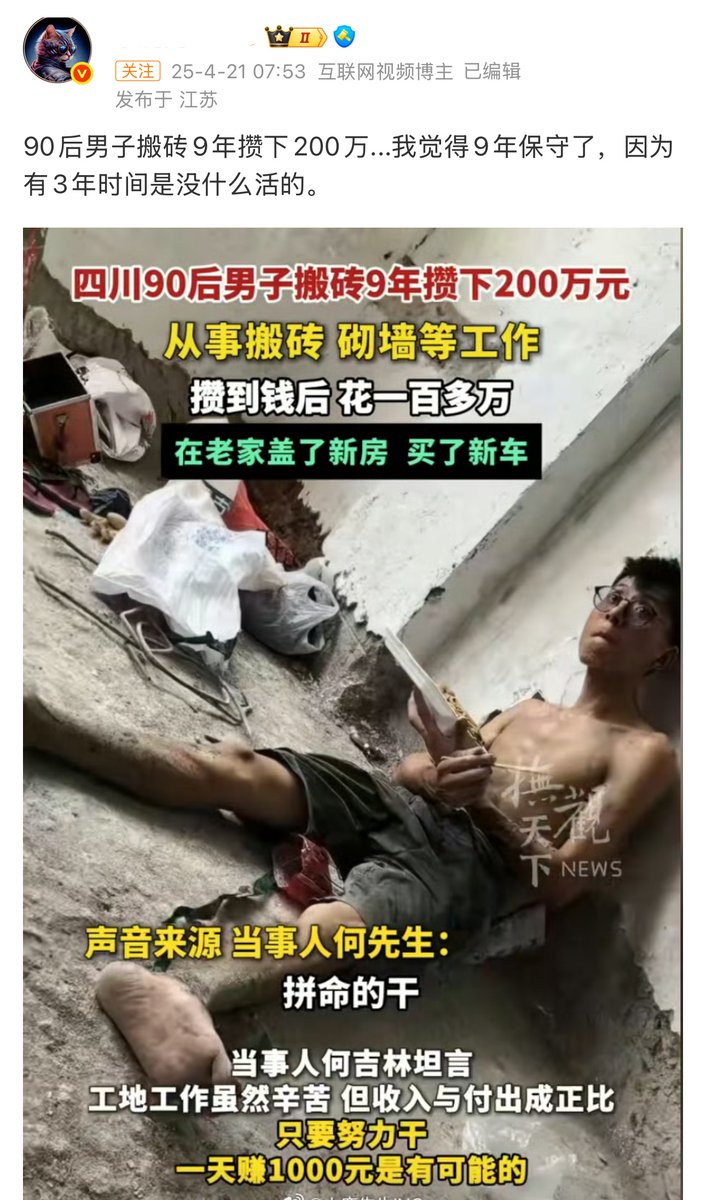 II
关注 25-4-21 07:53 互联网视频博主 已编辑
发布于 江苏
90后男子搬砖9年攒下200万...我觉得9年保守了，因为
有3年时间是没什么活的。
四川90后男子搬砖9年攒下200万元
从事搬砖 砌墙等工作
攒到钱后 花一百多万
在老家盖了新房 买了新车
撫觀
天下 NEWS
声音来源 当事人何先生：
拼命的干
当事人何吉林坦言
工地工作虽然辛苦 但收入与付出成正比
只要努力干
一天赚1000元是有可能的